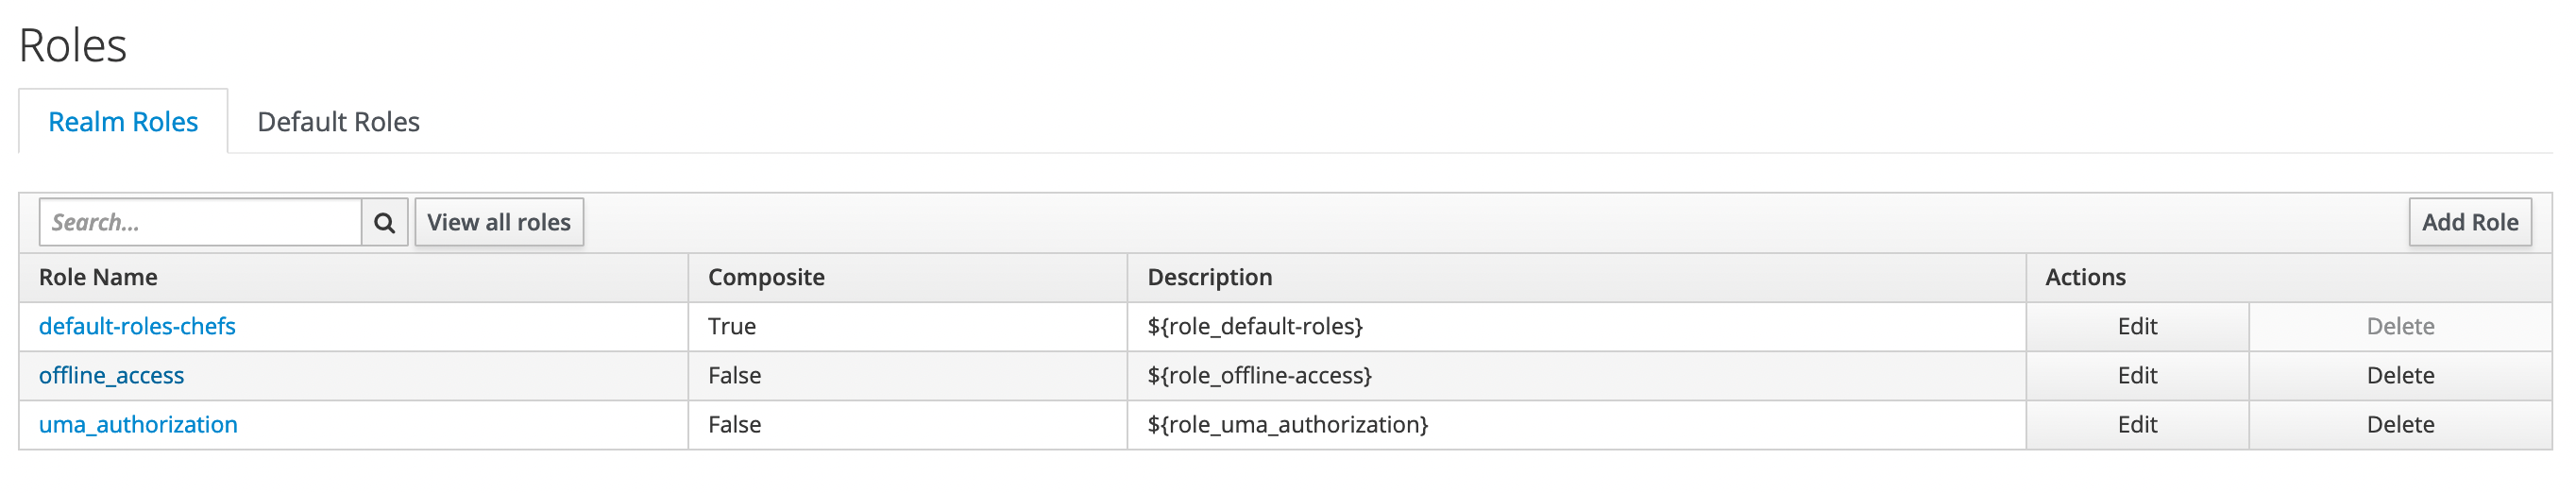 Roles
Realm Roles Default Roles
Search... View all roles Add Role
Role Name Composite Description Actions
default-roles-chefs True ${role_default-roles} Edit Delete
offline_access False ${role_offline-access} Edit Delete
uma_authorization False ${role_uma_authorization} Edit Delete